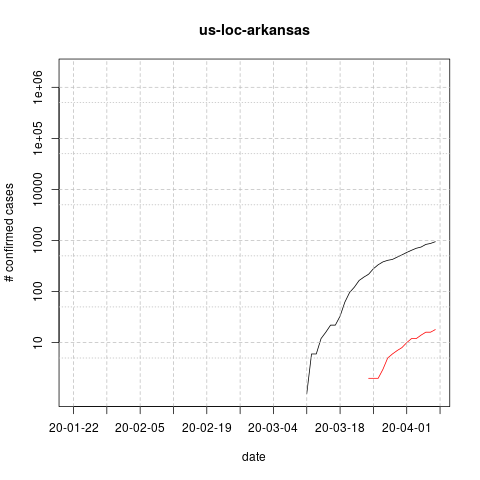 us-loc-arkansas
# confirmed cases
1e+06
1e+05
10000
1000
100
10
20-01-22 20-02-05 20-02-19 20-03-04 20-03-18 20-04-01
date